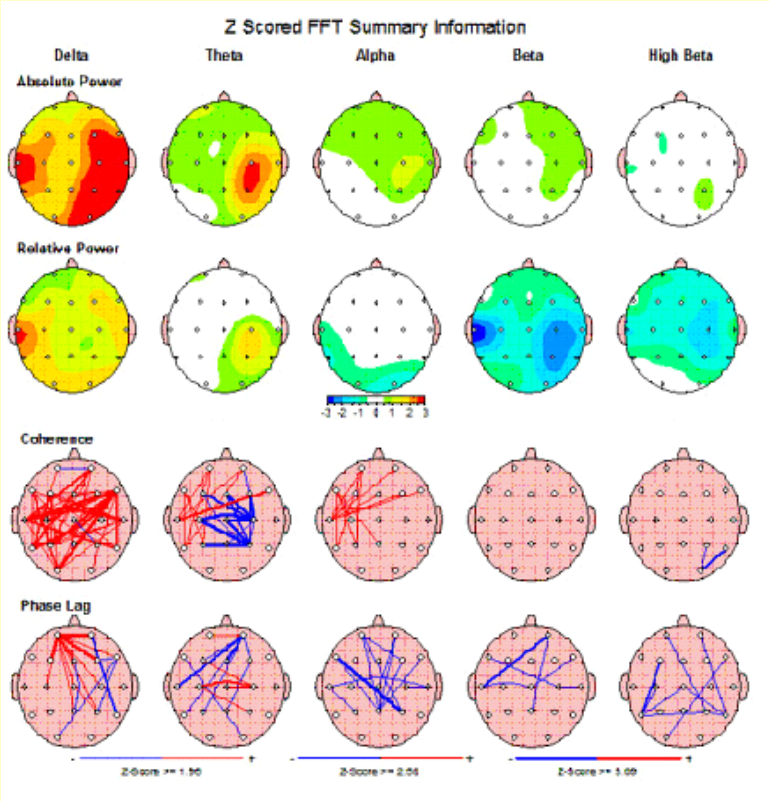 Z Scored FFT Summary Information
Delta Theta Alpha Beta High Beta
Absolute Power
Relative Power
-3 -2 -1 0 1 2 3
Coherence
Phase Lag
- + - + - +
Z-Score >= 1.96 Z-Score >= 2.58 Z-Score >= 3.09